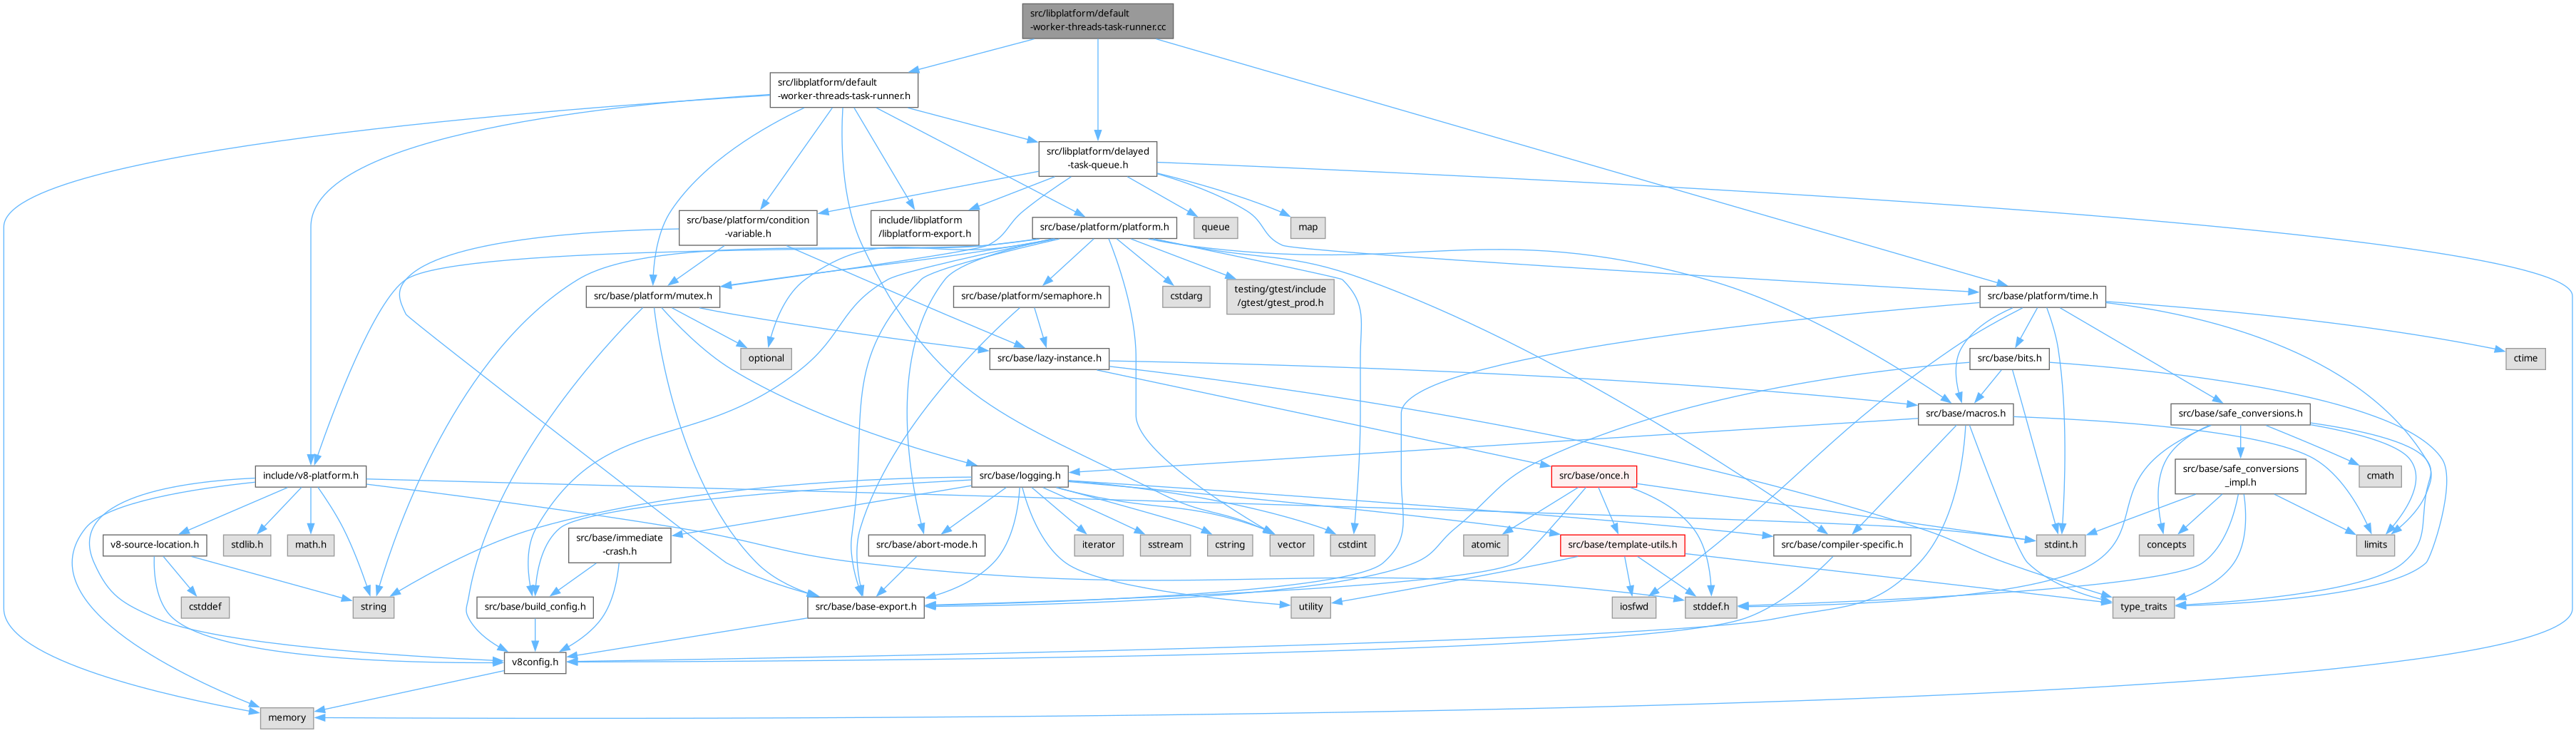 src/libplatform/default
-worker-threads-task-runner.cc
src/libplatform/default
-worker-threads-task-runner.h
src/libplatform/delayed
-task-queue.h
src/base/platform/condition
-variable.h
include/libplatform
/libplatform-export.h
src/base/platform/platform.h
queue
map
src/base/platform/mutex.h
src/base/platform/semaphore.h
cstdarg
testing/gtest/include
/gtest/gtest_prod.h
src/base/platform/time.h
optional
src/base/lazy-instance.h
src/base/bits.h
ctime
src/base/macros.h
src/base/safe_conversions.h
include/v8-platform.h
src/base/logging.h
src/base/once.h
src/base/safe_conversions
_impl.h
cmath
v8-source-location.h
stdlib.h
math.h
src/base/immediate
-crash.h
src/base/abort-mode.h
iterator
sstream
cstring
vector
cstdint
atomic
src/base/template-utils.h
src/base/compiler-specific.h
stdint.h
concepts
limits
cstddef
string
src/base/build_config.h
src/base/base-export.h
utility
iosfwd
stddef.h
type_traits
v8config.h
memory